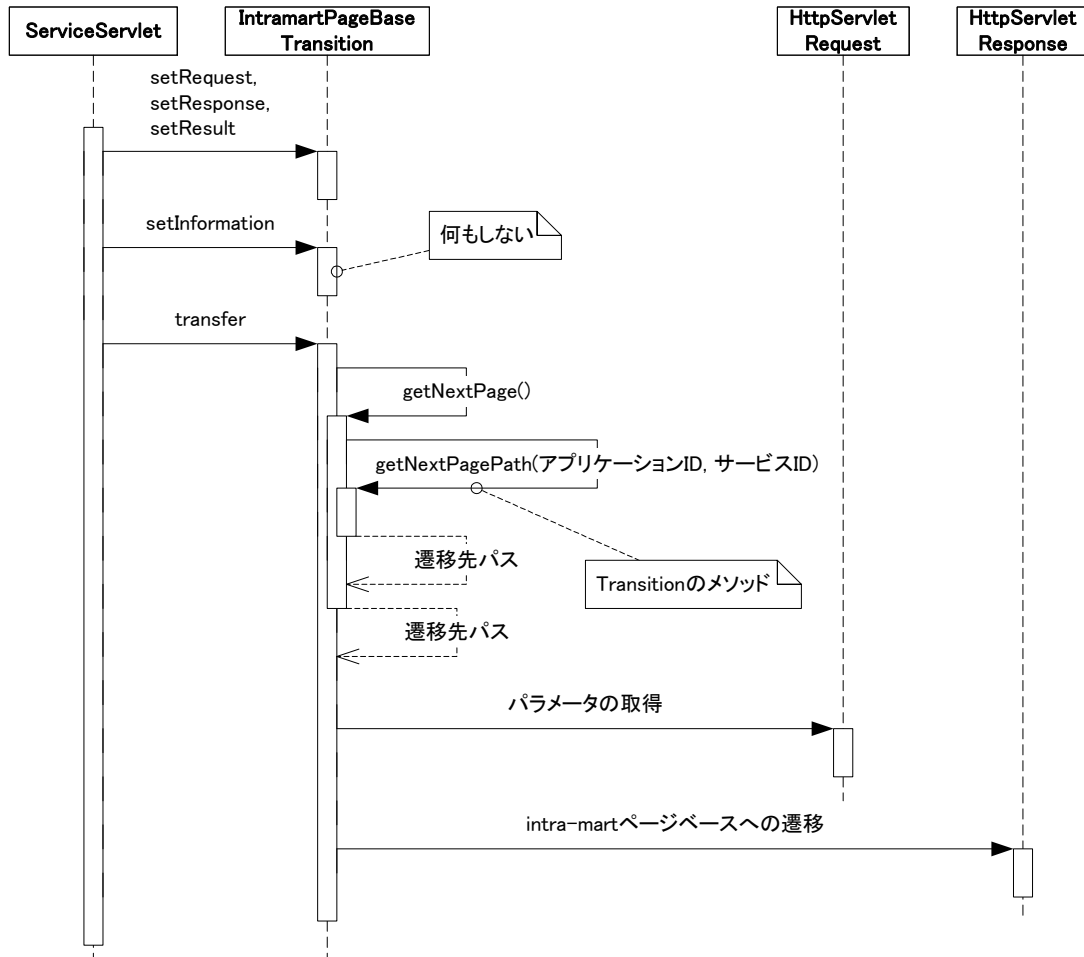 ServiceServlet
IntramartPageBase
Transition
HttpServlet
Request
HttpServlet
Response
setRequest,
setResponse,
setResult
setInformation
何もしない
transfer
getNextPage()
getNextPagePath(アプリケーションID, サービスID)
遷移先パス
Transitionのメソッド
遷移先パス
パラメータの取得
intra-martページベースへの遷移